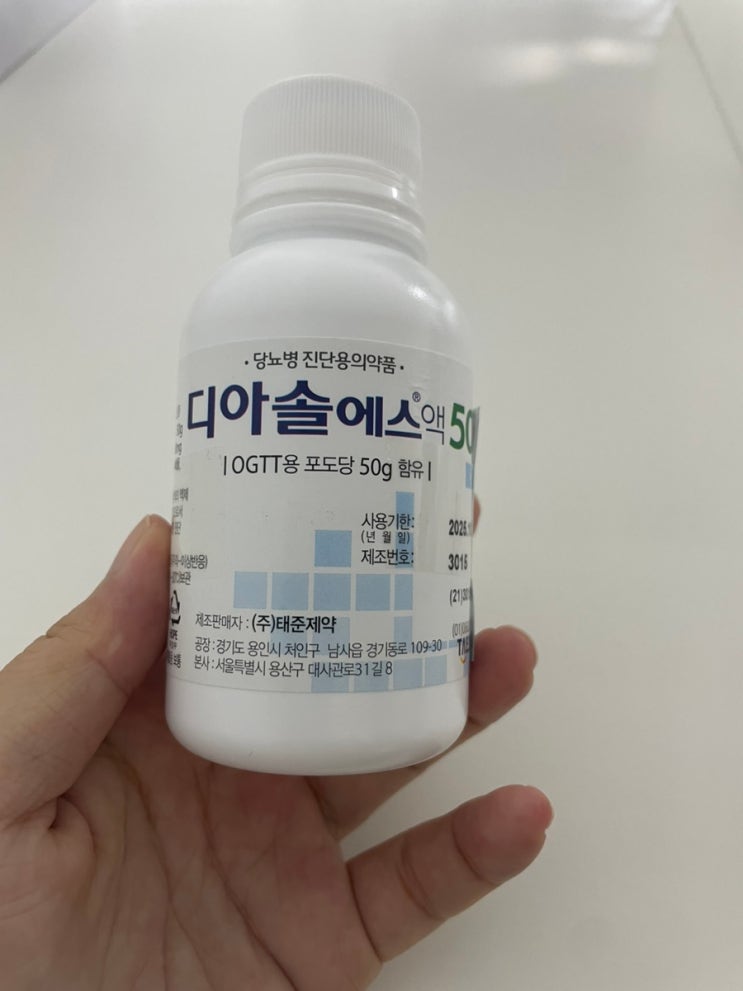 · 당뇨병 진단용의약품 ·
디아솔에스® 액 50
| OGTT용 포도당 50g 함유 |
사용기한:
(년 월 일)
2025.1
제조번호:
3015
제조판매자 : (주)태준제약
공장 : 경기도 용인시 처인구 남사읍 경기동로 109-30
본사 : 서울특별시 용산구 대사관로31길 8